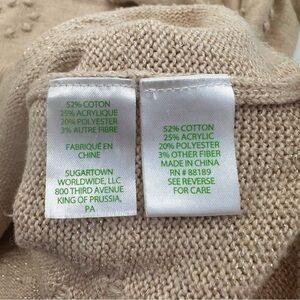 52% COTTON
25% ACRYLIQUE
20% POLYESTER
3% AUTRE FIBRE
FABRIQUÉ EN
CHINE
SUGARTOWN
WORLDWIDE, LLC
800 THIRD AVENUE
KING OF PRUSSIA,
PA
52% COTTON
25% ACRYLIC
20% POLYESTER
3% OTHER FIBER
MADE IN CHINA
RN # 88189
SEE REVERSE
FOR CARE